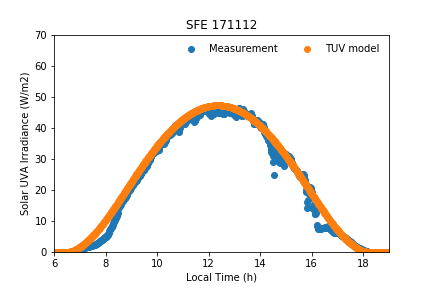 SFE 171112
Measurement TUV model
Solar UVA Irradiance (W/m2)
70
60
50
40
30
20
10
0
6 8 10 12 14 16 18
Local Time (h)